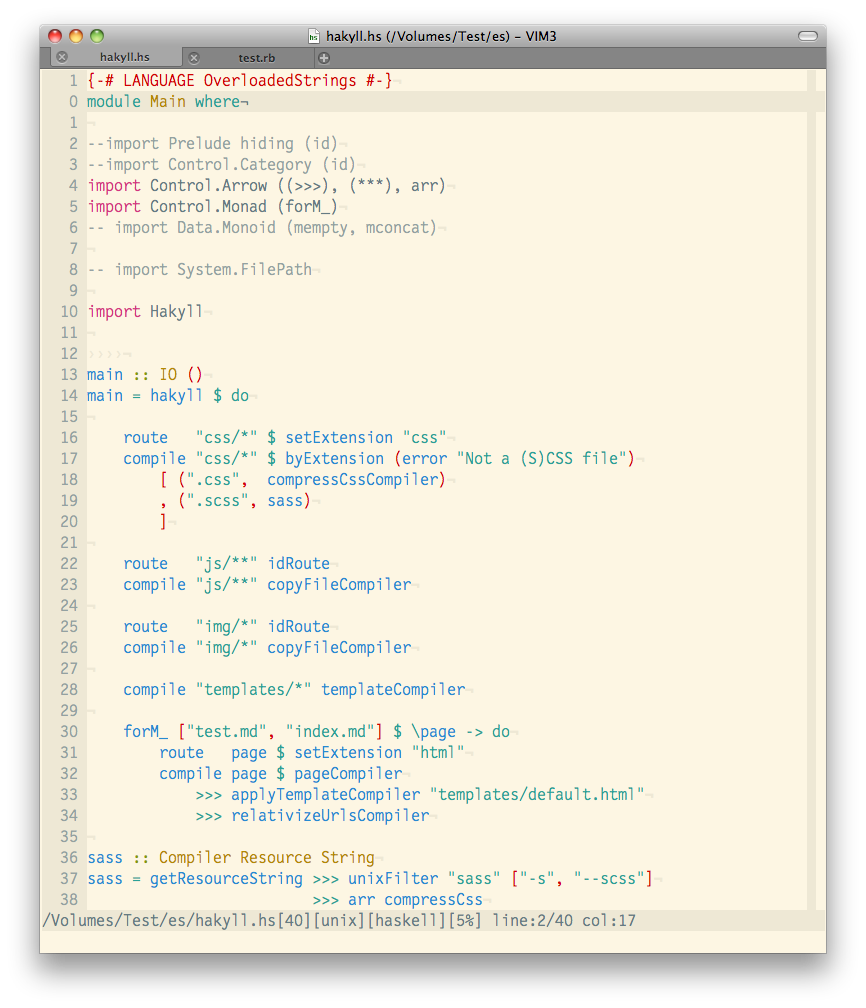 hakyll.hs (/Volumes/Test/es) – VIM3
hakyll.hs test.rb
1 {-# LANGUAGE OverloadedStrings #-}¬
0 module Main where¬
1 ¬
2 --import Prelude hiding (id)¬
3 --import Control.Category (id)¬
4 import Control.Arrow ((>>>), (***), arr)¬
5 import Control.Monad (forM_)¬
6 -- import Data.Monoid (mempty, mconcat)¬
7 ¬
8 -- import System.FilePath¬
9 ¬
10 import Hakyll¬
11 ¬
12 ››››¬
13 main :: IO ()¬
14 main = hakyll $ do¬
15 ¬
16     route   "css/*" $ setExtension "css"¬
17     compile "css/*" $ byExtension (error "Not a (S)CSS file")¬
18         [ (".css",  compressCssCompiler)¬
19         , (".scss", sass)¬
20         ]¬
21 ¬
22     route   "js/**" idRoute¬
23     compile "js/**" copyFileCompiler¬
24 ¬
25     route   "img/*" idRoute¬
26     compile "img/*" copyFileCompiler¬
27 ¬
28     compile "templates/*" templateCompiler¬
29 ¬
30     forM_ ["test.md", "index.md"] $ \page -> do¬
31         route   page $ setExtension "html"¬
32         compile page $ pageCompiler¬
33             >>> applyTemplateCompiler "templates/default.html"¬
34             >>> relativizeUrlsCompiler¬
35 ¬
36 sass :: Compiler Resource String¬
37 sass = getResourceString >>> unixFilter "sass" ["-s", "--scss"]¬
38                          >>> arr compressCss¬
/Volumes/Test/es/hakyll.hs[40][unix][haskell][5%] line:2/40 col:17